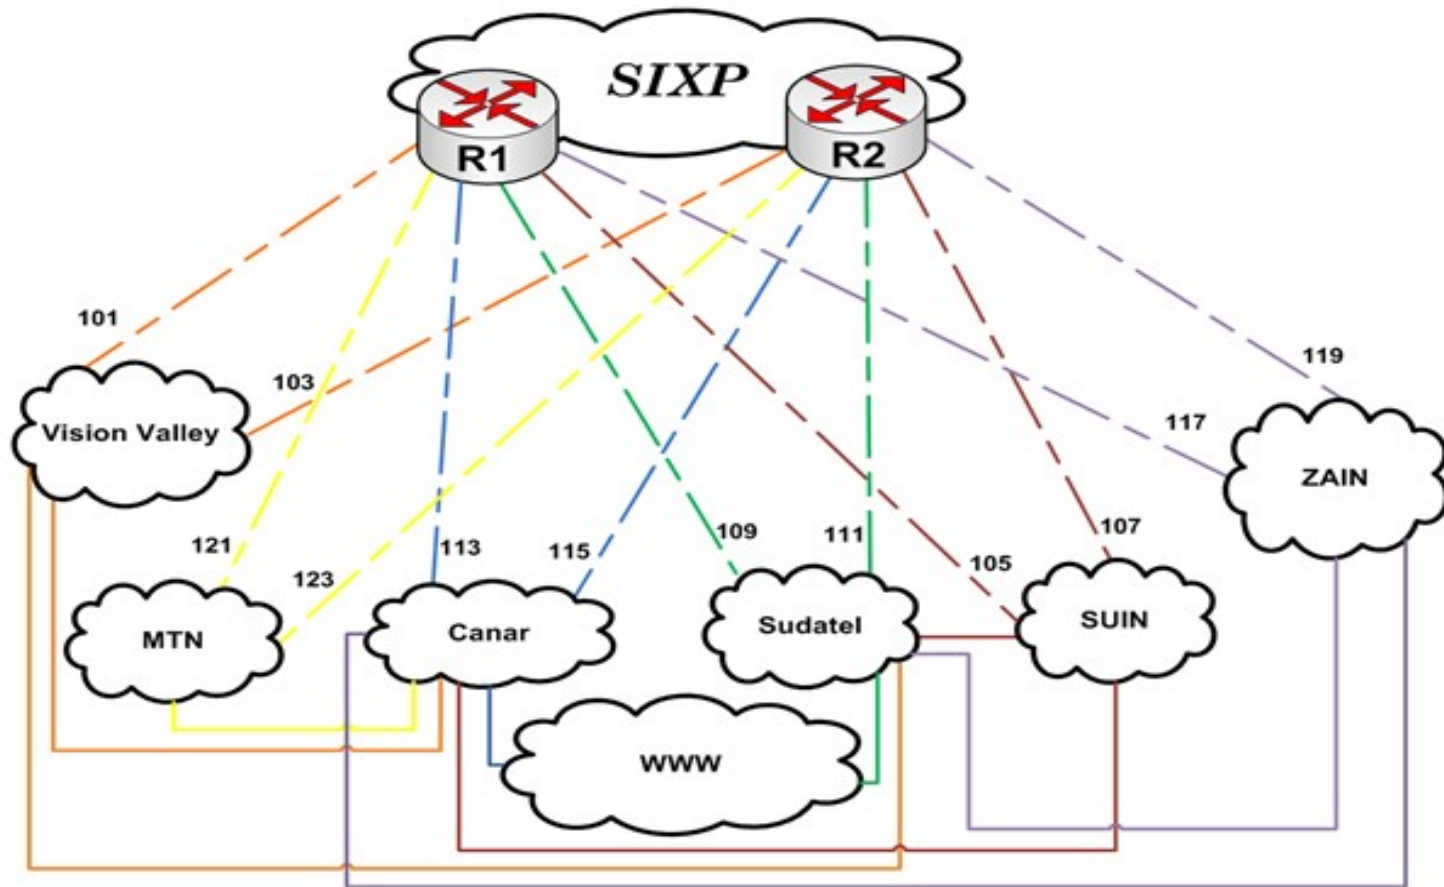 SIXP
R1
R2
101
103
119
117
Vision Valley
ZAIN
121
123
113
115
109
111
105
107
MTN
Canar
Sudatel
SUIN
WWW